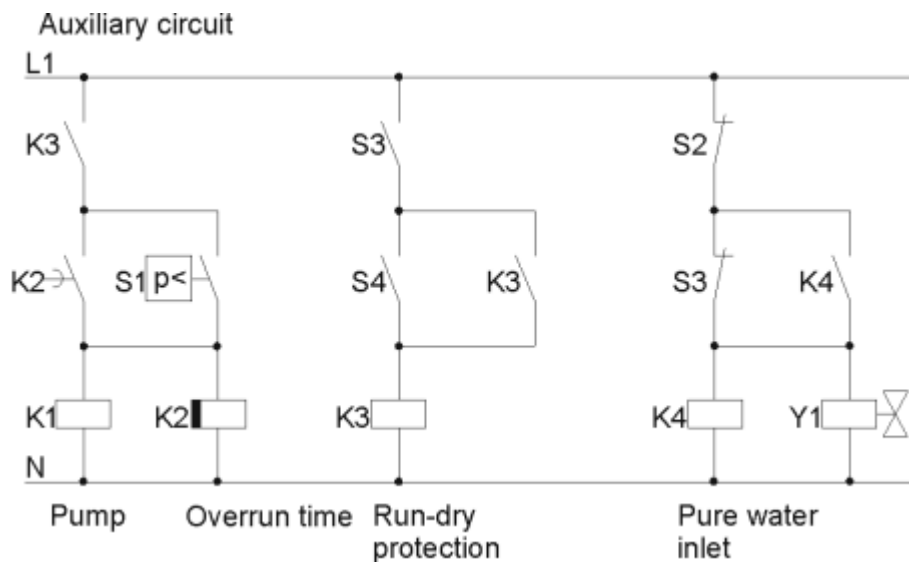 Auxiliary circuit
L1
K3 S3 S2
K2 S1 p< S4 K3 S3 K4
K1 K2 K3 K4 Y1
N
Pump Overrun time Run-dry Pure water
protection inlet